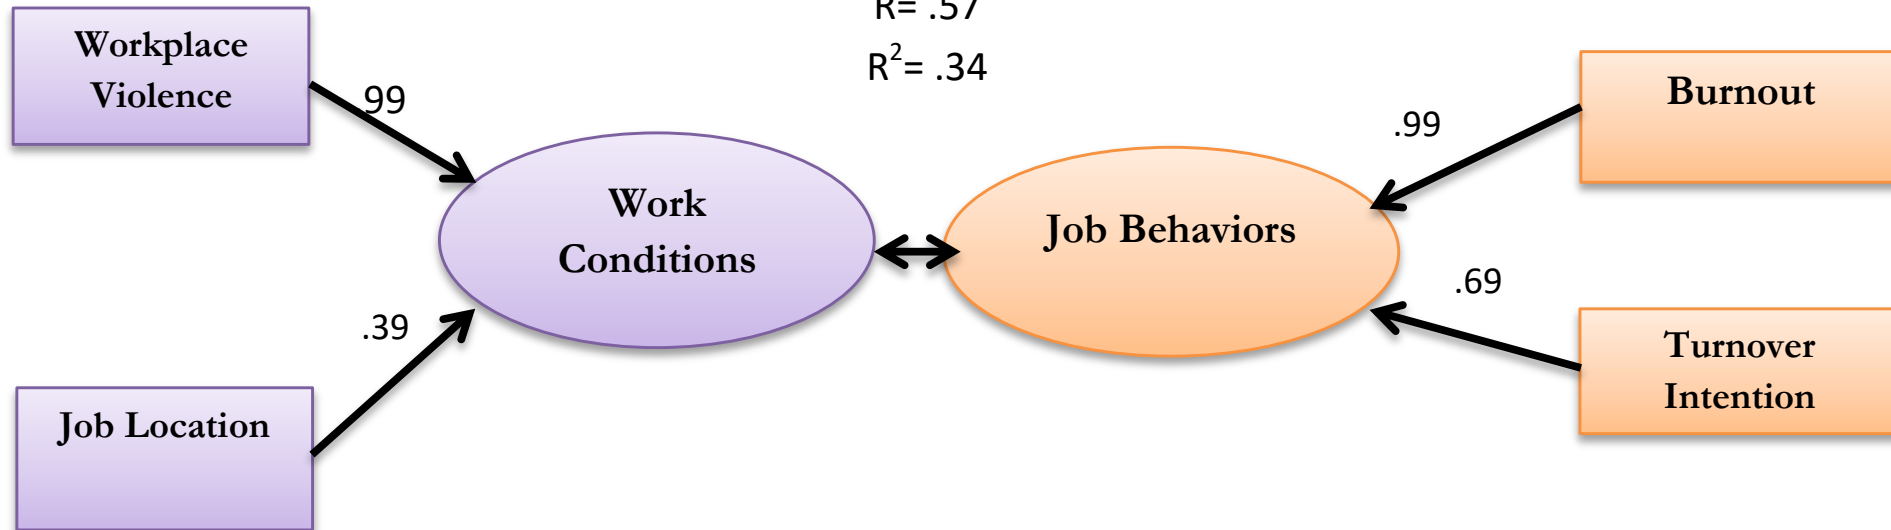 R= .57
R²= .34
Workplace
Violence
.99
Work
Conditions
.39
Job Location
Job Behaviors
.99
Burnout
.69
Turnover
Intention